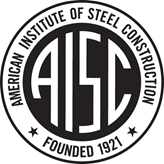 AMERICAN INSTITUTE OF STEEL CONSTRUCTION
AISC
FOUNDED 1921